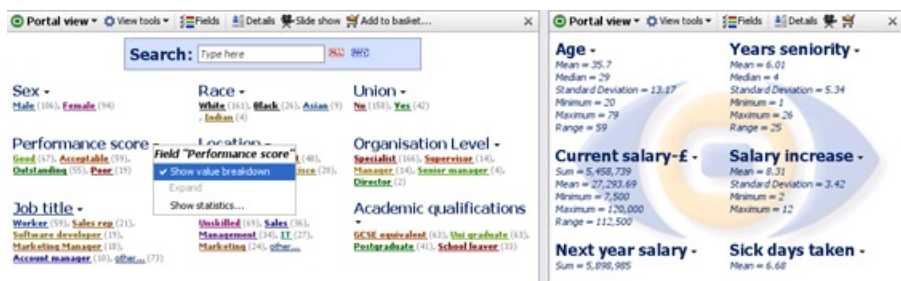 Portal view View tools Fields Details Slide show Add to basket...
Search: Type here
Sex
Male (106), Female (94)
Race
White (161), Black (26), Asian (9)
, Indian (4)
Union
No (158), Yes (42)
Performance score
Good (67), Acceptable (59),
Outstanding (55), Poor (19)
Location
(48),
(20),
Organisation Level
Specialist (166), Supervisor (14),
Manager (14), Senior manager (4),
Director (2)
Field "Performance score"
Show value breakdown
Expand
Show statistics...
Job title
Worker (59), Sales rep (21),
Software developer (19),
Marketing Manager (18),
Account manager (10), other... (73)
Unskilled (69), Sales (36),
Management (34), IT (27),
Marketing (24), other...
Academic qualifications
GCSE equivalent (63), Uni graduate (63),
Postgraduate (41), School leaver (33)
Portal view View tools Fields Details
Age
Mean = 35.7
Median = 29
Standard Deviation = 13.17
Minimum = 20
Maximum = 79
Range = 59
Years seniority
Mean = 6.01
Median = 4
Standard Deviation = 5.34
Minimum = 1
Maximum = 26
Range = 25
Current salary-£
Sum = 5,458,739
Mean = 27,293.69
Minimum = 7,500
Maximum = 120,000
Range = 112,500
Salary increase
Mean = 8.31
Standard Deviation = 3.42
Minimum = 2
Maximum = 12
Next year salary
Sum = 5,898,985
Sick days taken
Mean = 6.68